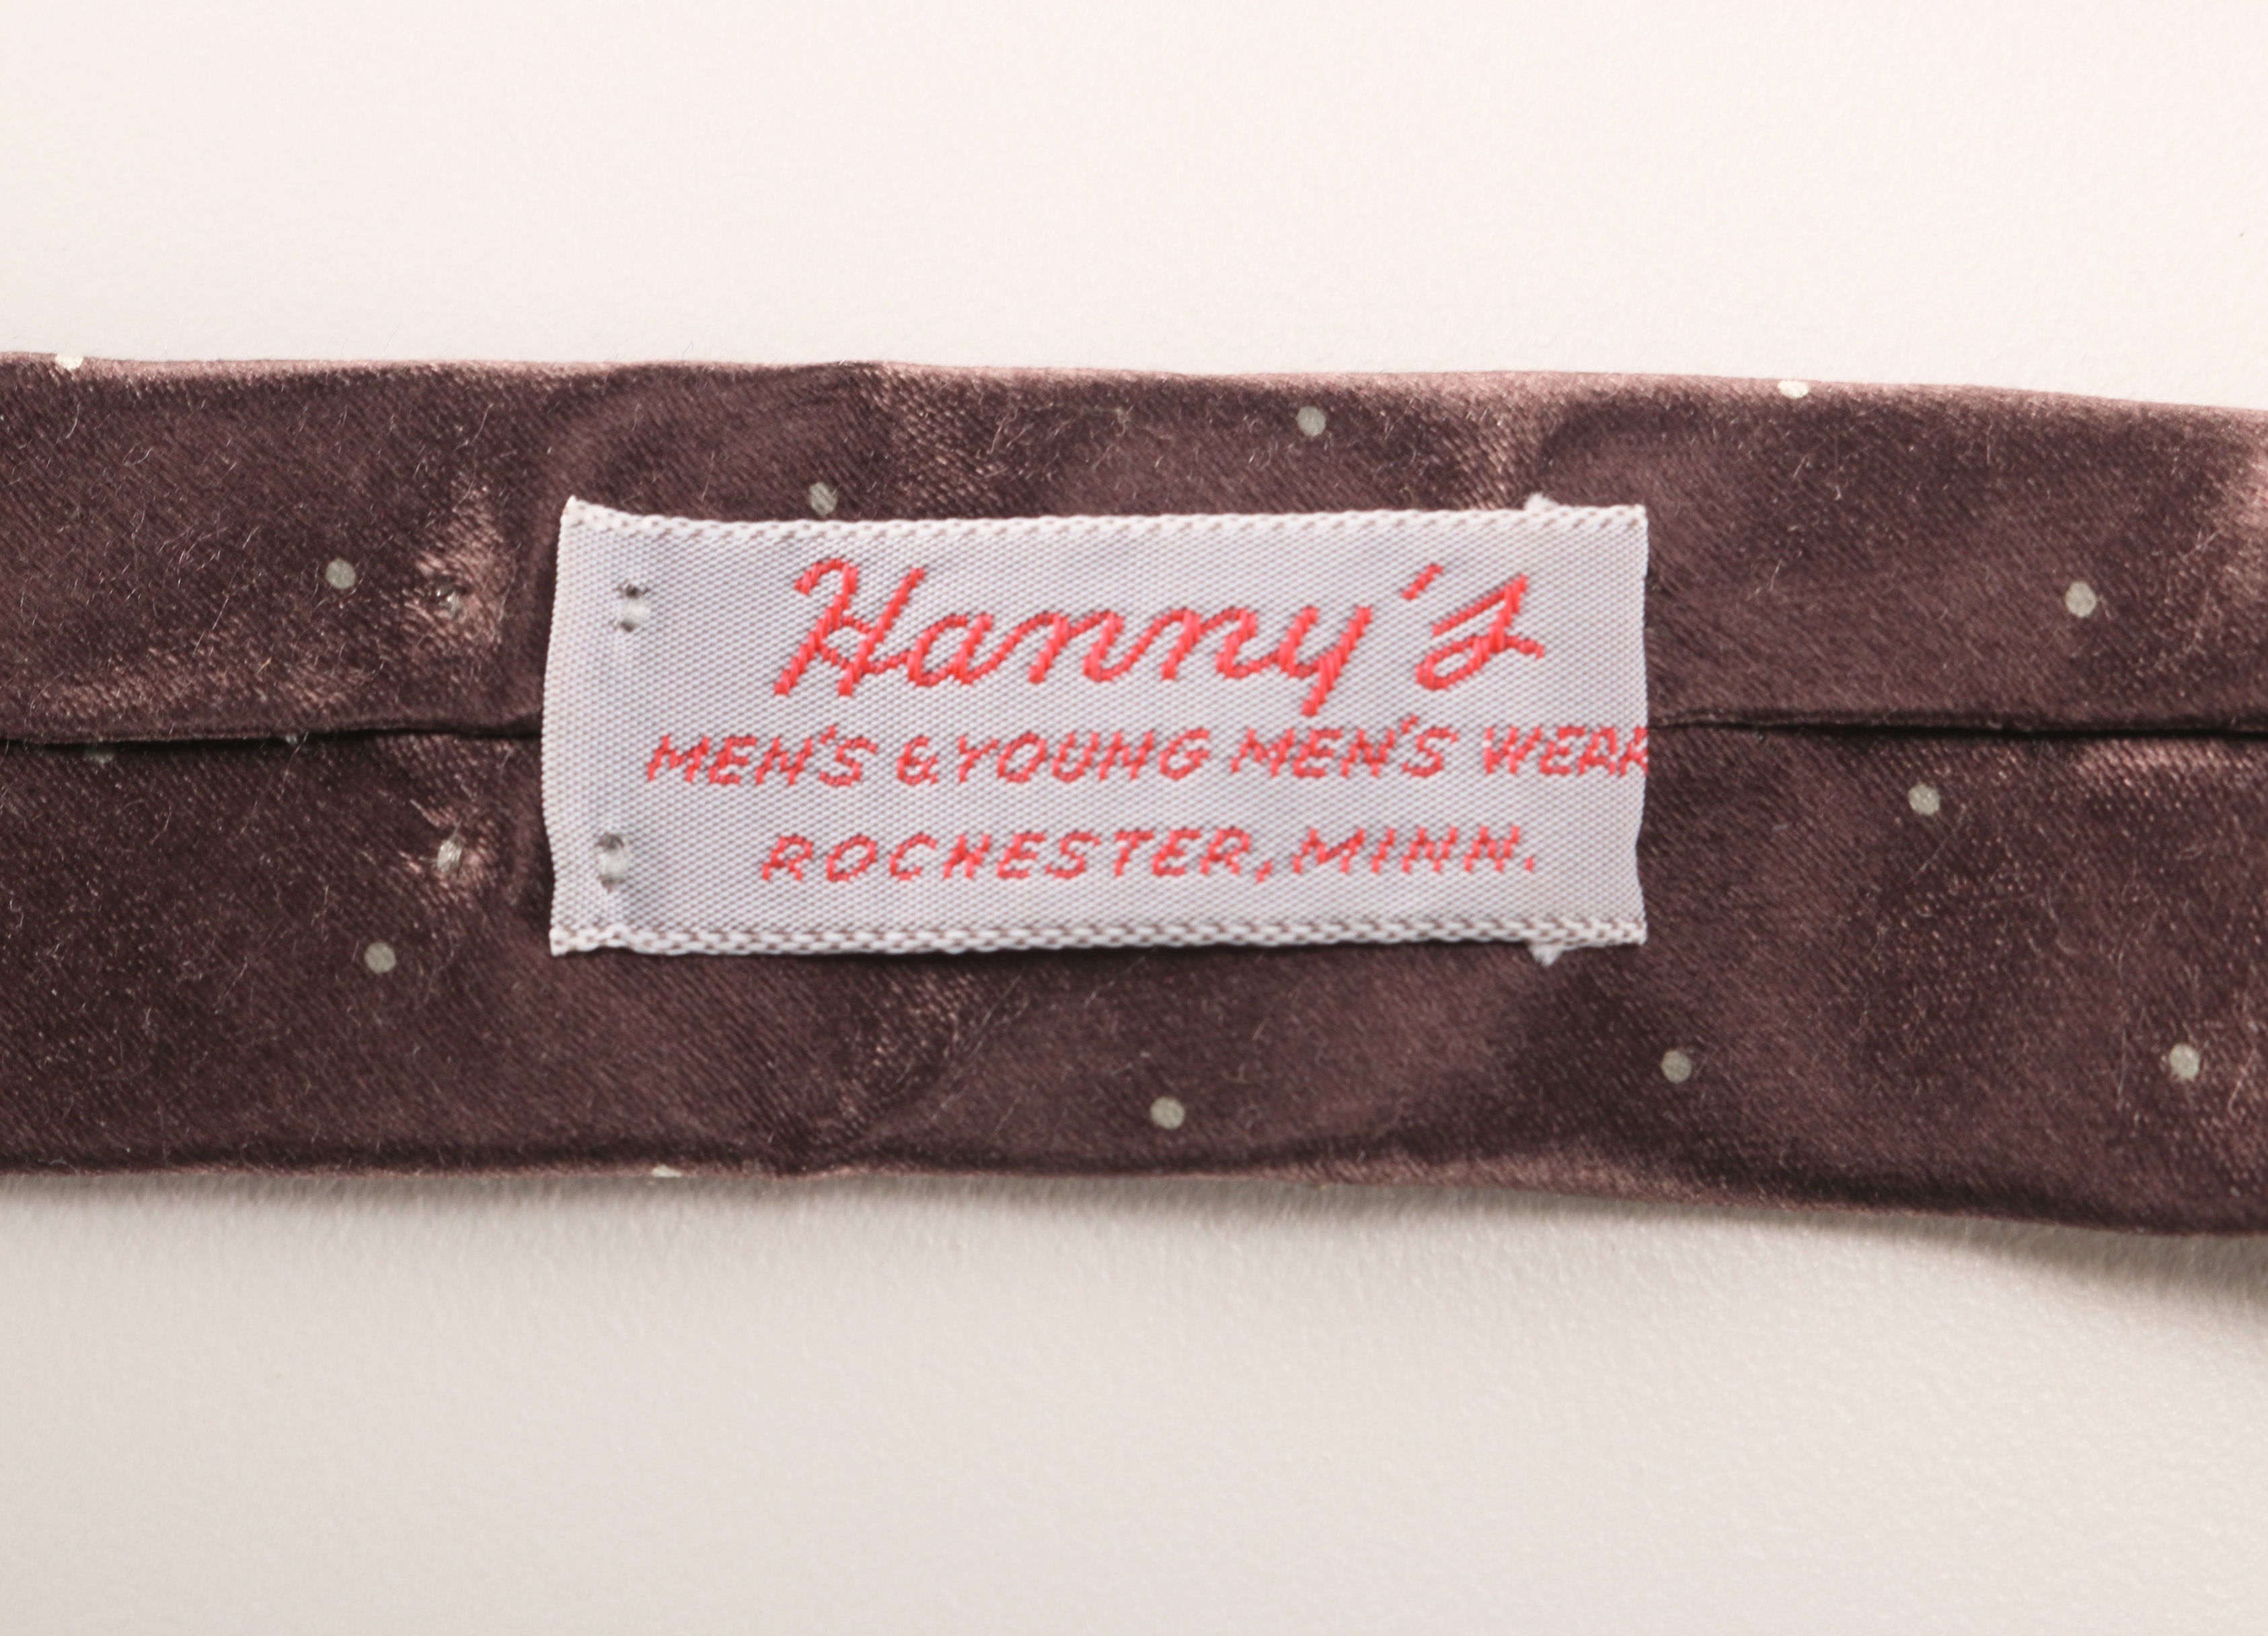 Hanny's
MEN'S & YOUNG MEN'S WEAR
ROCHESTER, MINN.